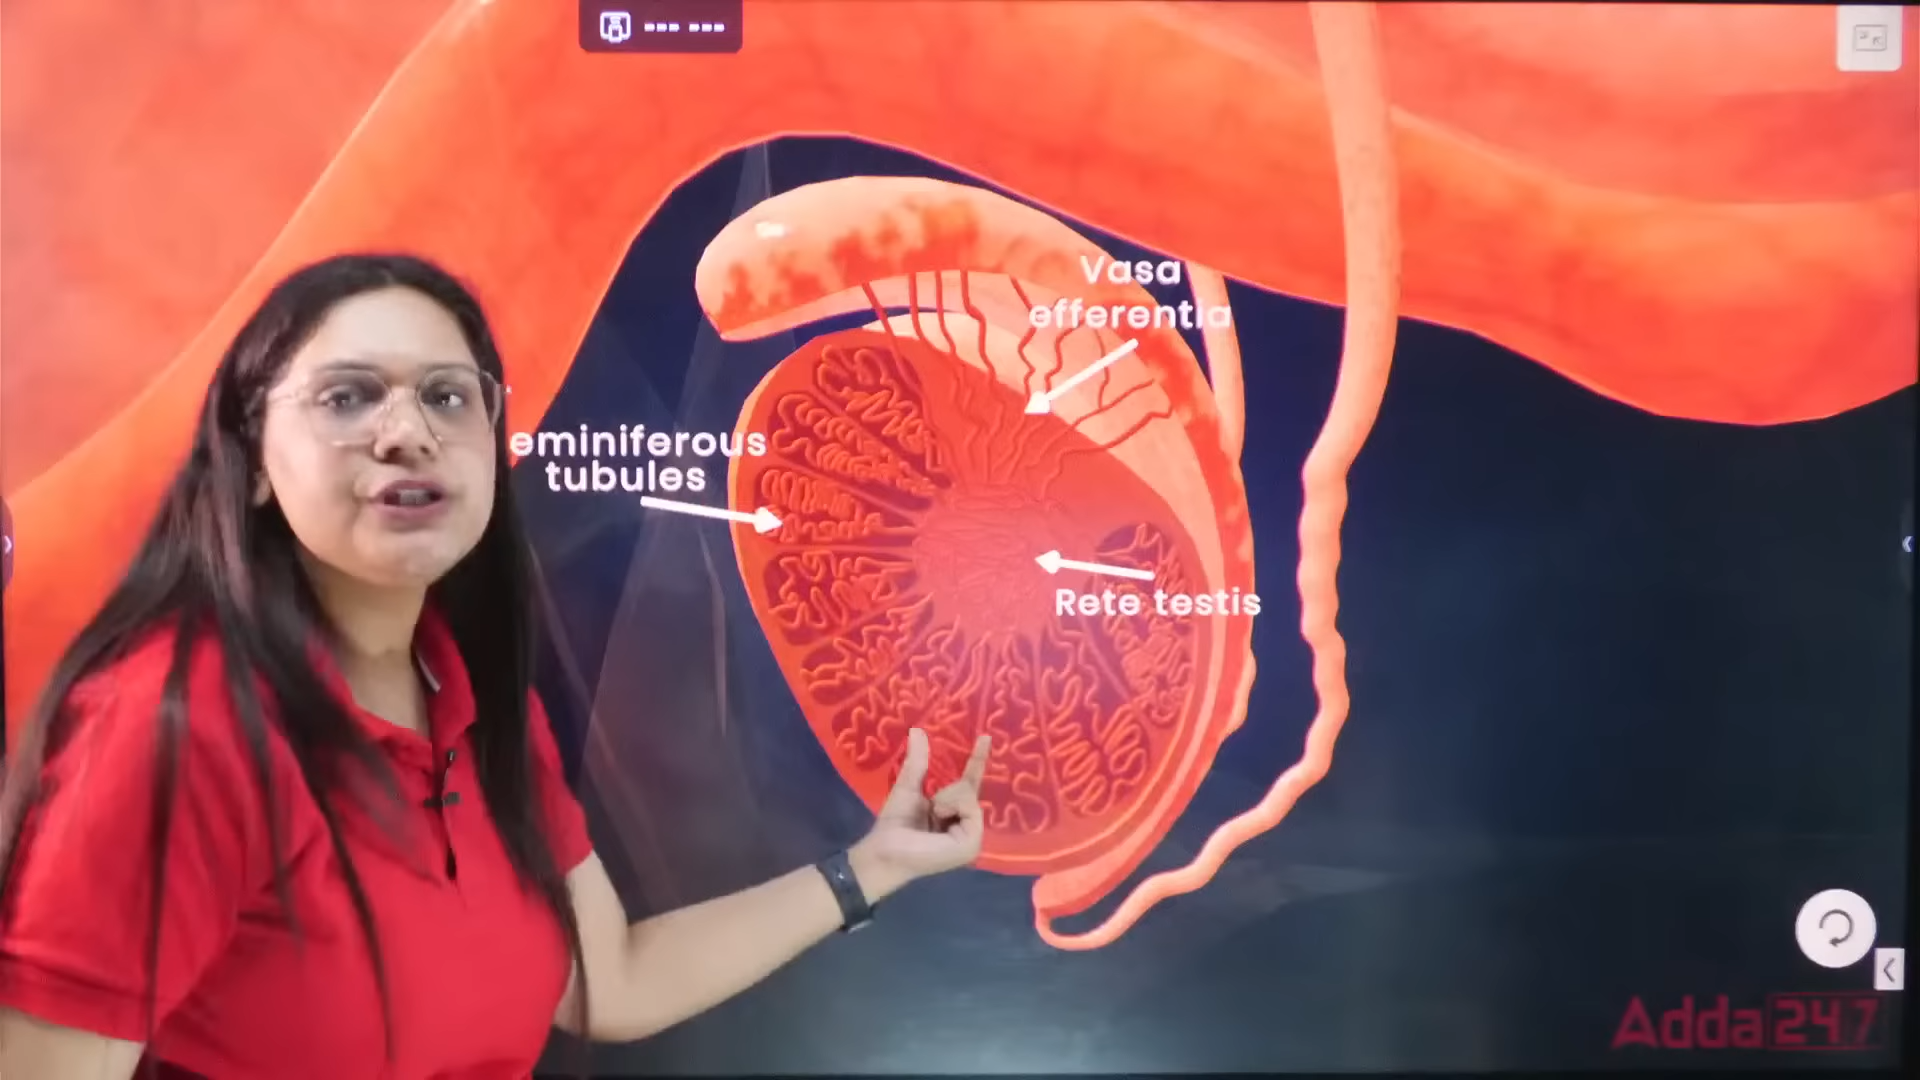 --- ---
Vasa
efferentia
eminiferous
tubules
Rete testis
Adda247